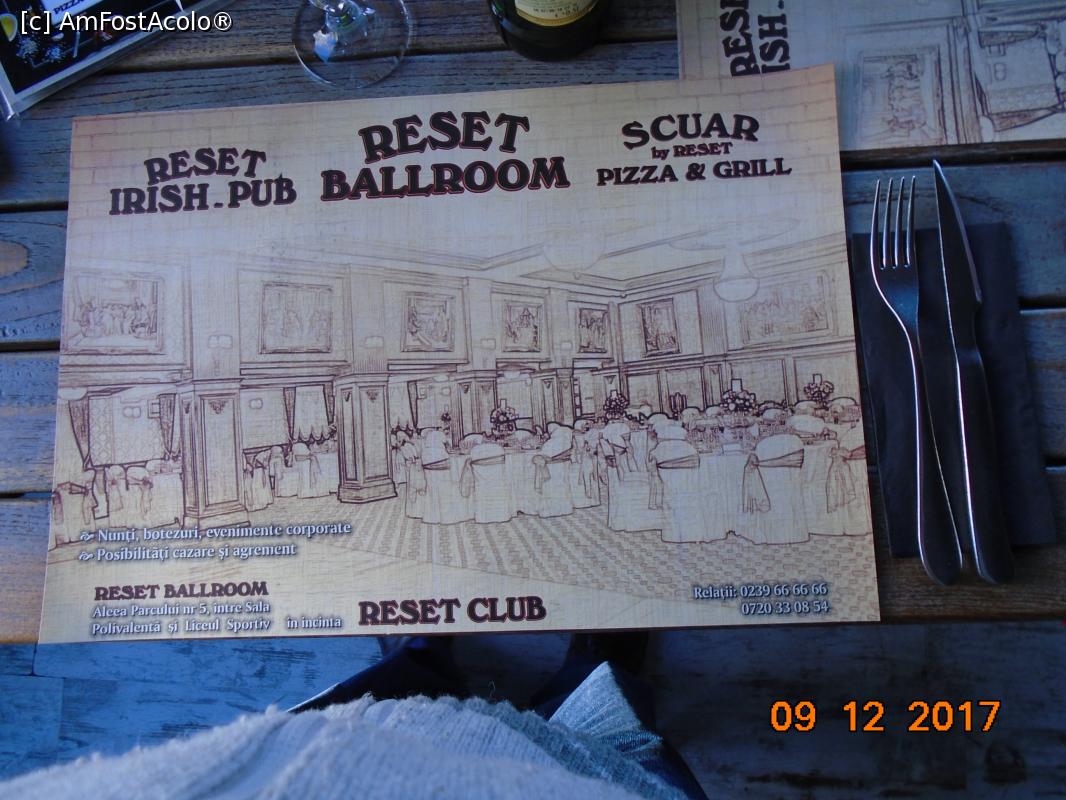 [c] AmFostAcolo®
RESET
IRISH-PUB
RESET
BALLROOM
SCUAR
by RESET
PIZZA & GRILL
Nunți, botezuri, evenimente corporate
Posibilități cazare și agrement
RESET BALLROOM
Aleea Parcului nr 5, între Sala
Polivalentă și Liceul Sportiv în incinta
RESET CLUB
Relații: 0239 66 66 66
0720 33 08 54
09 12 2017